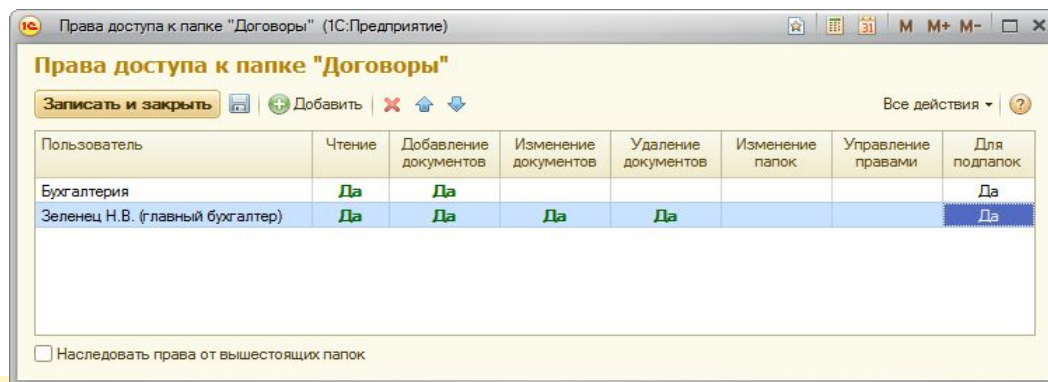 1С Права доступа к папке "Договоры" (1С:Предприятие) 31 M M+ M-
Права доступа к папке "Договоры"
Записать и закрыть Добавить Все действия ?
Пользователь Чтение Добавление документов Изменение документов Удаление документов Изменение папок Управление правами Для подпапок
Бухгалтерия Да Да Да
Зеленец Н.В. (главный бухгалтер) Да Да Да Да Да
Наследовать права от вышестоящих папок